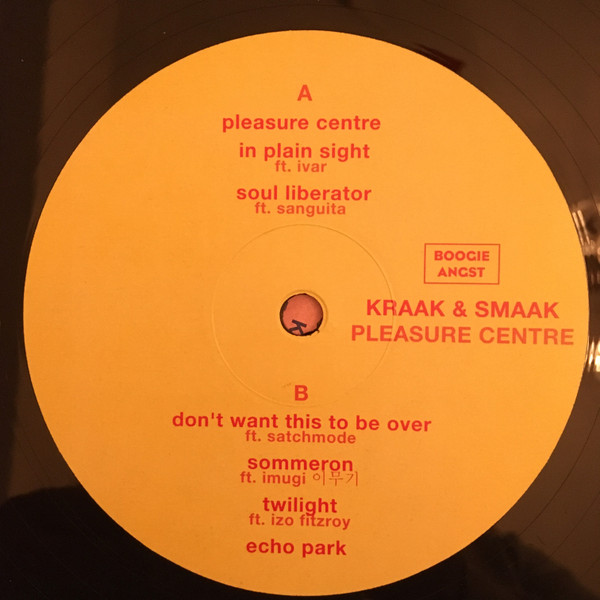 A
pleasure centre
in plain sight
ft. ivar
soul liberator
ft. sanguita
BOOGIE
ANGST
KRAAK & SMAAK
PLEASURE CENTRE
K
B
don't want this to be over
ft. satchmode
sommeron
ft. imugi 이무기
twilight
ft. izo fitzroy
echo park